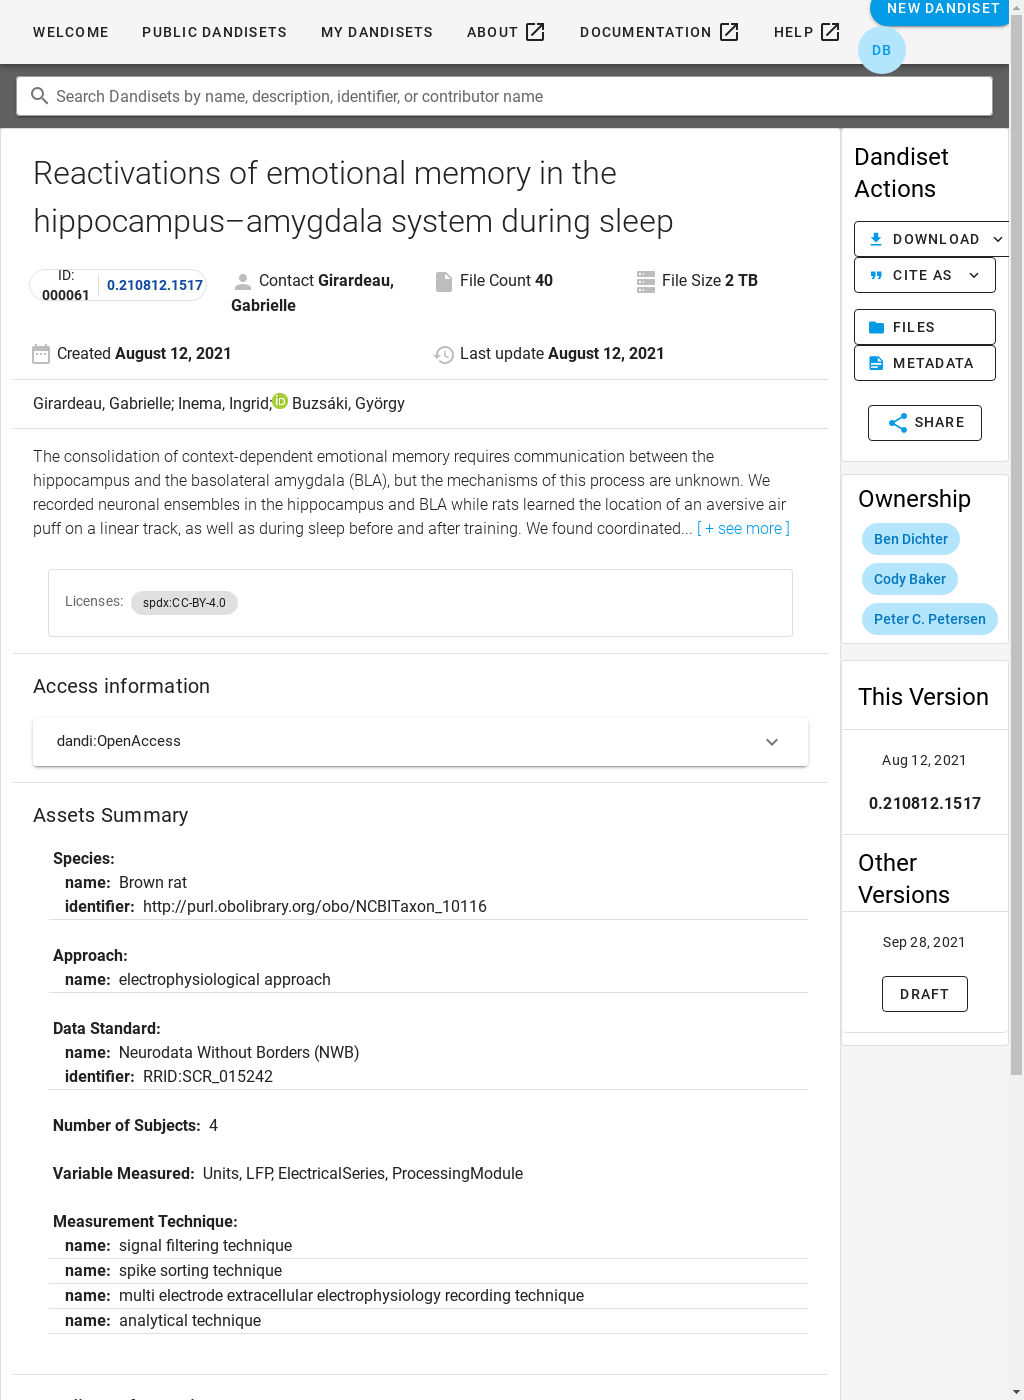 WELCOME PUBLIC DANDISETS MY DANDISETS ABOUT DOCUMENTATION HELP NEW DANDISET
DB
Search Dandisets by name, description, identifier, or contributor name
Reactivations of emotional memory in the
hippocampus–amygdala system during sleep
ID:
000061
0.210812.1517
Contact Girardeau,
Gabrielle
File Count 40
File Size 2 TB
Created August 12, 2021
Last update August 12, 2021
Girardeau, Gabrielle; Inema, Ingrid; iD Buzsáki, György
The consolidation of context-dependent emotional memory requires communication between the
hippocampus and the basolateral amygdala (BLA), but the mechanisms of this process are unknown. We
recorded neuronal ensembles in the hippocampus and BLA while rats learned the location of an aversive air
puff on a linear track, as well as during sleep before and after training. We found coordinated... [ + see more ]
Licenses: spdx:CC-BY-4.0
Access information
dandi:OpenAccess
Assets Summary
Species:
name: Brown rat
identifier: http://purl.obolibrary.org/obo/NCBITaxon_10116
Approach:
name: electrophysiological approach
Data Standard:
name: Neurodata Without Borders (NWB)
identifier: RRID:SCR_015242
Number of Subjects: 4
Variable Measured: Units, LFP, ElectricalSeries, ProcessingModule
Measurement Technique:
name: signal filtering technique
name: spike sorting technique
name: multi electrode extracellular electrophysiology recording technique
name: analytical technique
Dandiset
Actions
DOWNLOAD
CITE AS
FILES
METADATA
SHARE
Ownership
Ben Dichter
Cody Baker
Peter C. Petersen
This Version
Aug 12, 2021
0.210812.1517
Other
Versions
Sep 28, 2021
DRAFT